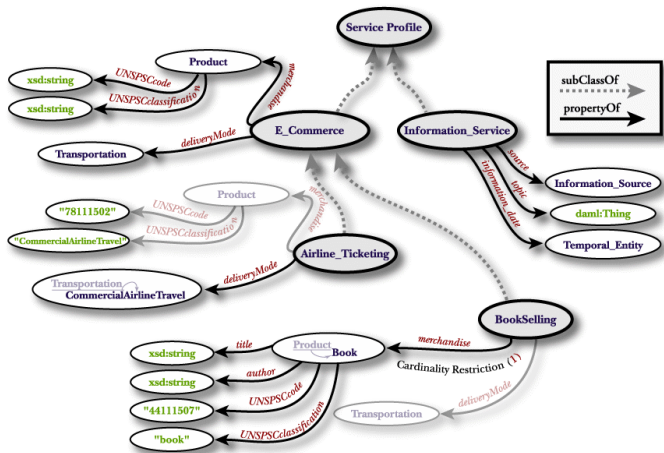 Service Profile
subClassOf
propertyOf
Product
UNSPSCcode
xsd:string
UNSPSCclassification
xsd:string
merchandise
E_Commerce
Information_Service
deliveryMode
Transportation
source
Information_Source
topic
daml:Thing
information_date
Temporal_Entity
Product
merchandise
UNSPSCcode
"78111502"
UNSPSCclassification
"CommercialAirlineTravel"
Airline_Ticketing
deliveryMode
Transportation
CommercialAirlineTravel
BookSelling
merchandise
Cardinality Restriction (1)
Product
Book
title
xsd:string
author
xsd:string
UNSPSCcode
"44111507"
UNSPSCclassification
"book"
deliveryMode
Transportation